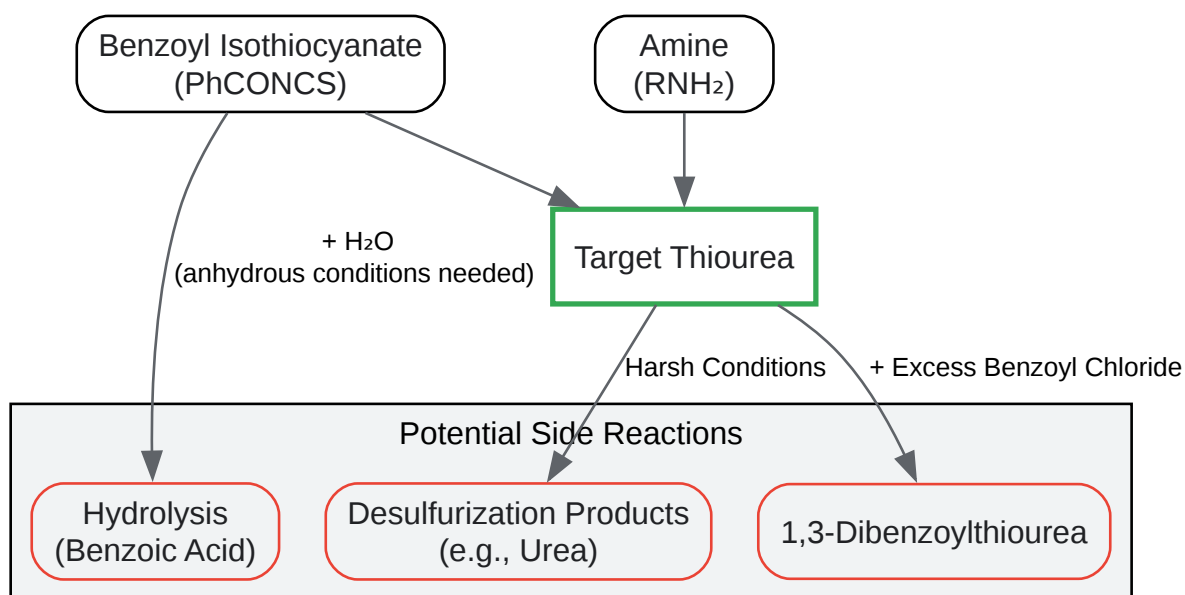 Benzoyl Isothiocyanate
(PhCONCS)
Amine
(RNH₂)
+ H₂O
(anhydrous conditions needed)
Target Thiourea
Harsh Conditions
+ Excess Benzoyl Chloride
Potential Side Reactions
Hydrolysis
(Benzoic Acid)
Desulfurization Products
(e.g., Urea)
1,3-Dibenzoylthiourea